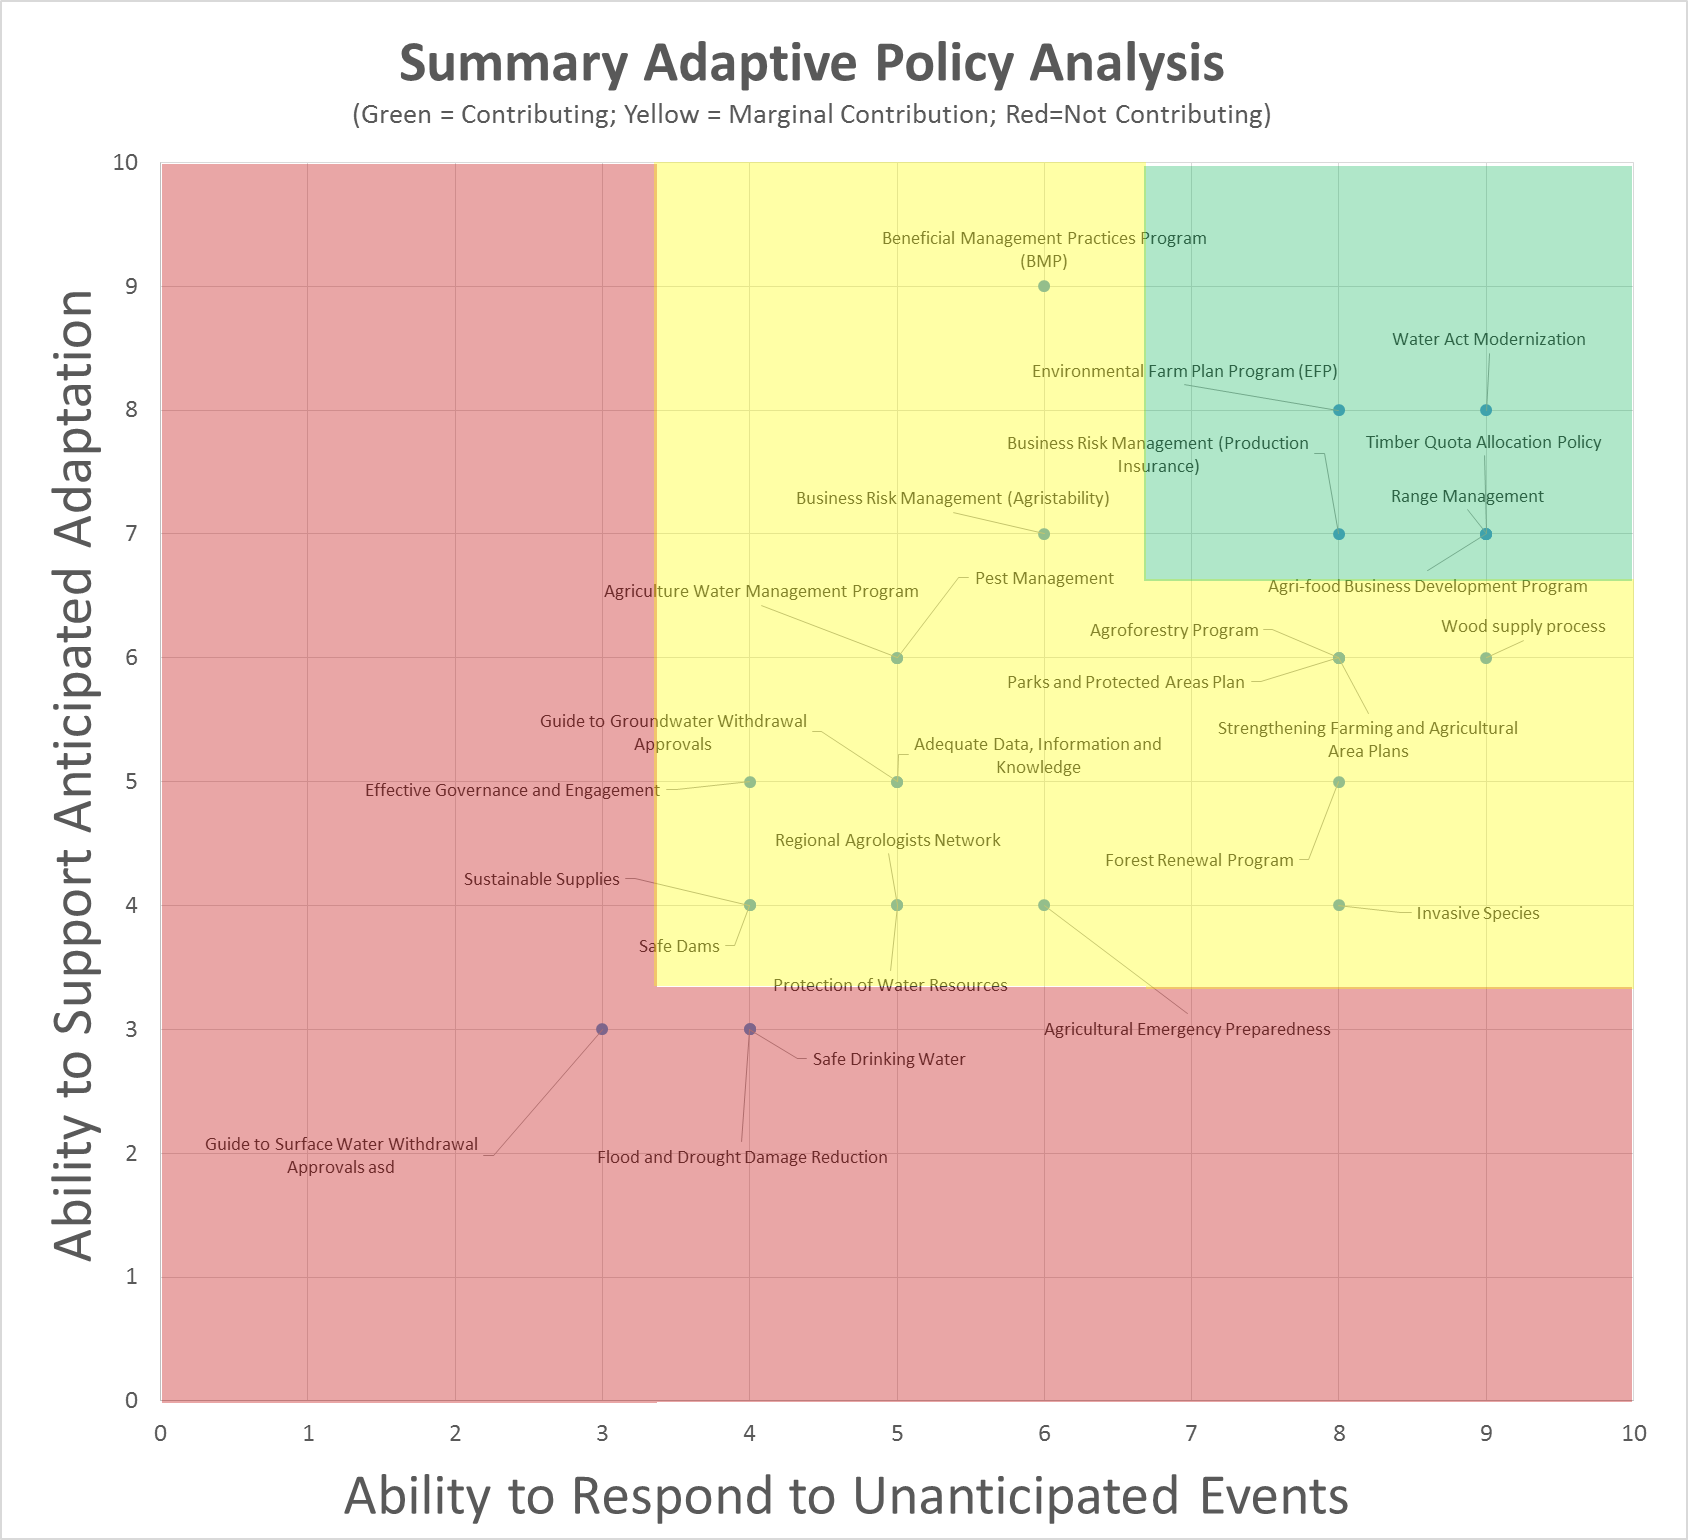 Summary Adaptive Policy Analysis
(Green = Contributing; Yellow = Marginal Contribution; Red=Not Contributing)
Ability to Support Anticipated Adaptation
10
9
8
7
6
5
4
3
2
1
0
Beneficial Management Practices Program
(BMP)
Water Act Modernization
Environmental Farm Plan Program (EFP)
Business Risk Management (Production
Insurance)
Timber Quota Allocation Policy
Business Risk Management (Agristability)
Range Management
Pest Management
Agriculture Water Management Program
Agri-food Business Development Program
Agroforestry Program
Wood supply process
Parks and Protected Areas Plan
Guide to Groundwater Withdrawal
Approvals
Strengthening Farming and Agricultural
Area Plans
Adequate Data, Information and
Knowledge
Effective Governance and Engagement
Regional Agrologists Network
Forest Renewal Program
Sustainable Supplies
Invasive Species
Safe Dams
Protection of Water Resources
Agricultural Emergency Preparedness
Safe Drinking Water
Guide to Surface Water Withdrawal
Approvals asd
Flood and Drought Damage Reduction
0 1 2 3 4 5 6 7 8 9 10
Ability to Respond to Unanticipated Events